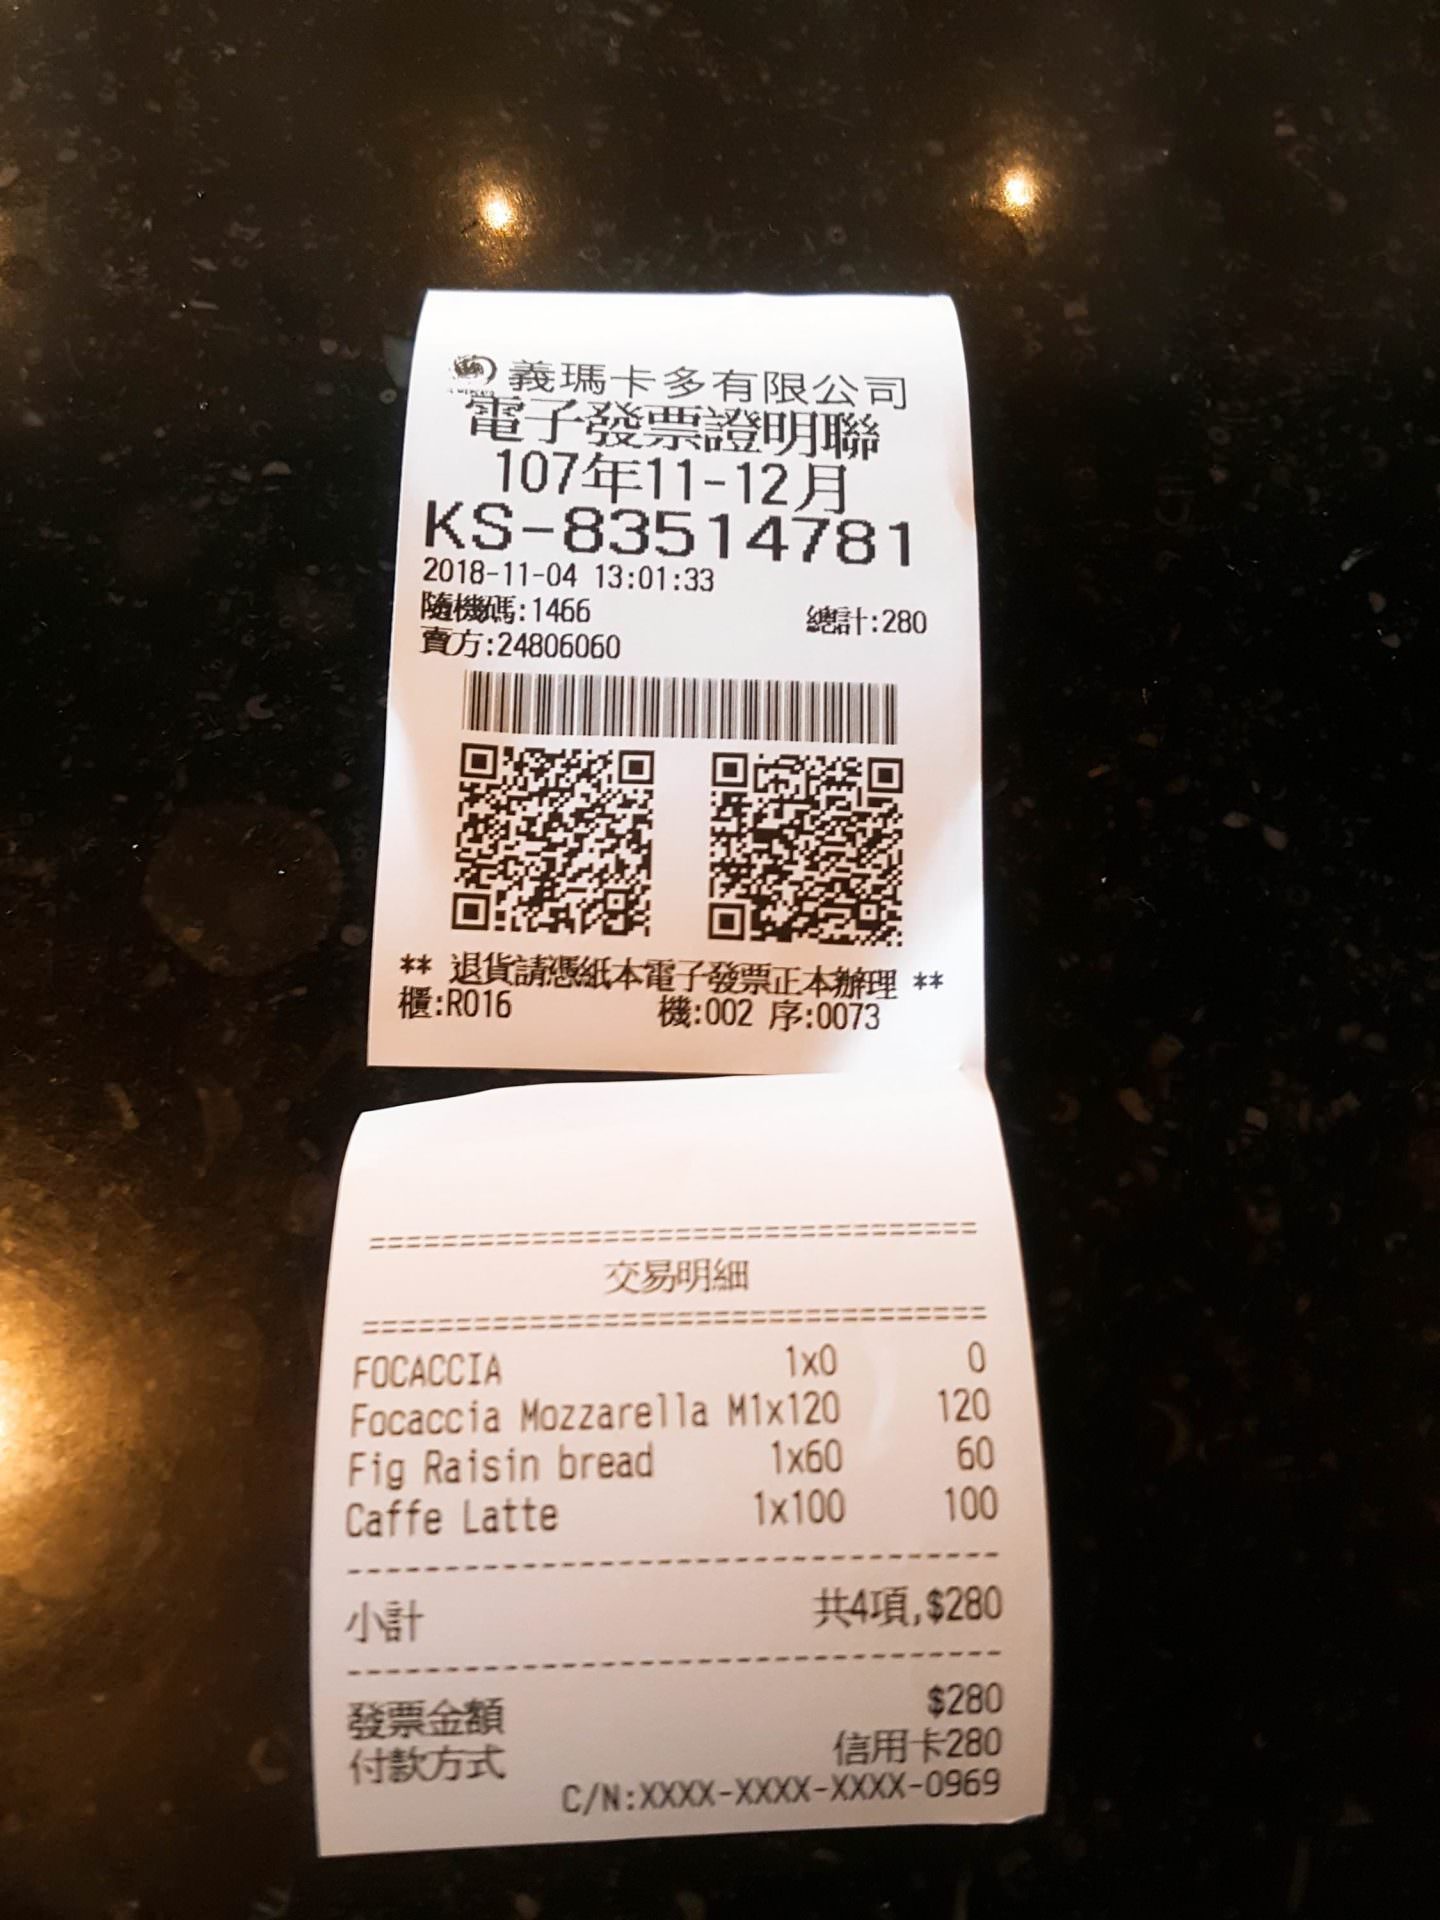 義瑪卡多有限公司
電子發票證明聯
107年11-12月
KS-83514781
2018-11-04 13:01:33
隨機碼:1466 總計:280
賣方:24806060
** 退貨請憑紙本電子發票正本辦理 **
櫃:R016 機:002 序:0073
================================
交易明細
================================
FOCACCIA 1x0 0
Focaccia Mozzarella M1x120 120
Fig Raisin bread 1x60 60
Caffe Latte 1x100 100
--------------------------------
小計 共4項,$280
--------------------------------
發票金額 $280
付款方式 信用卡280
C/N:XXXX-XXXX-XXXX-0969